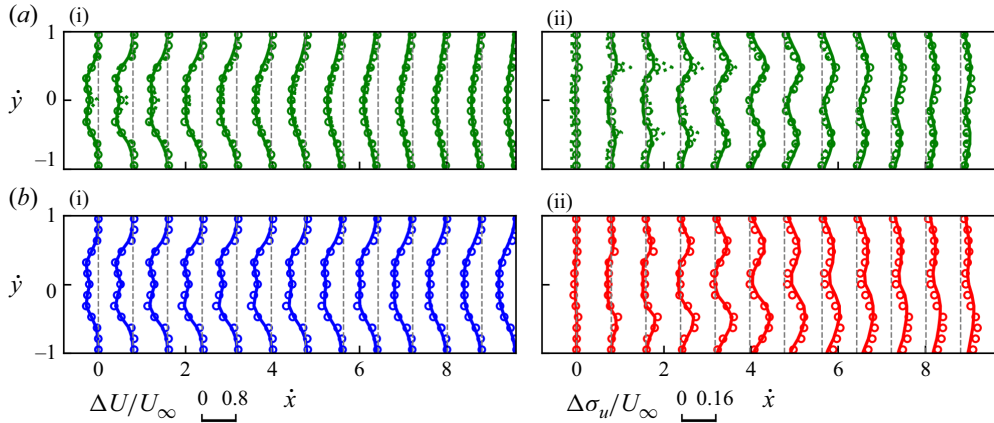 (a) (i) (ii)
1
ẏ 0
−1
(b) (i) (ii)
1
ẏ 0
−1
0 2 4 6 8 0 2 4 6 8
ΔU/U∞ 0 0.8 ẋ Δσu/U∞ 0 0.16 ẋ